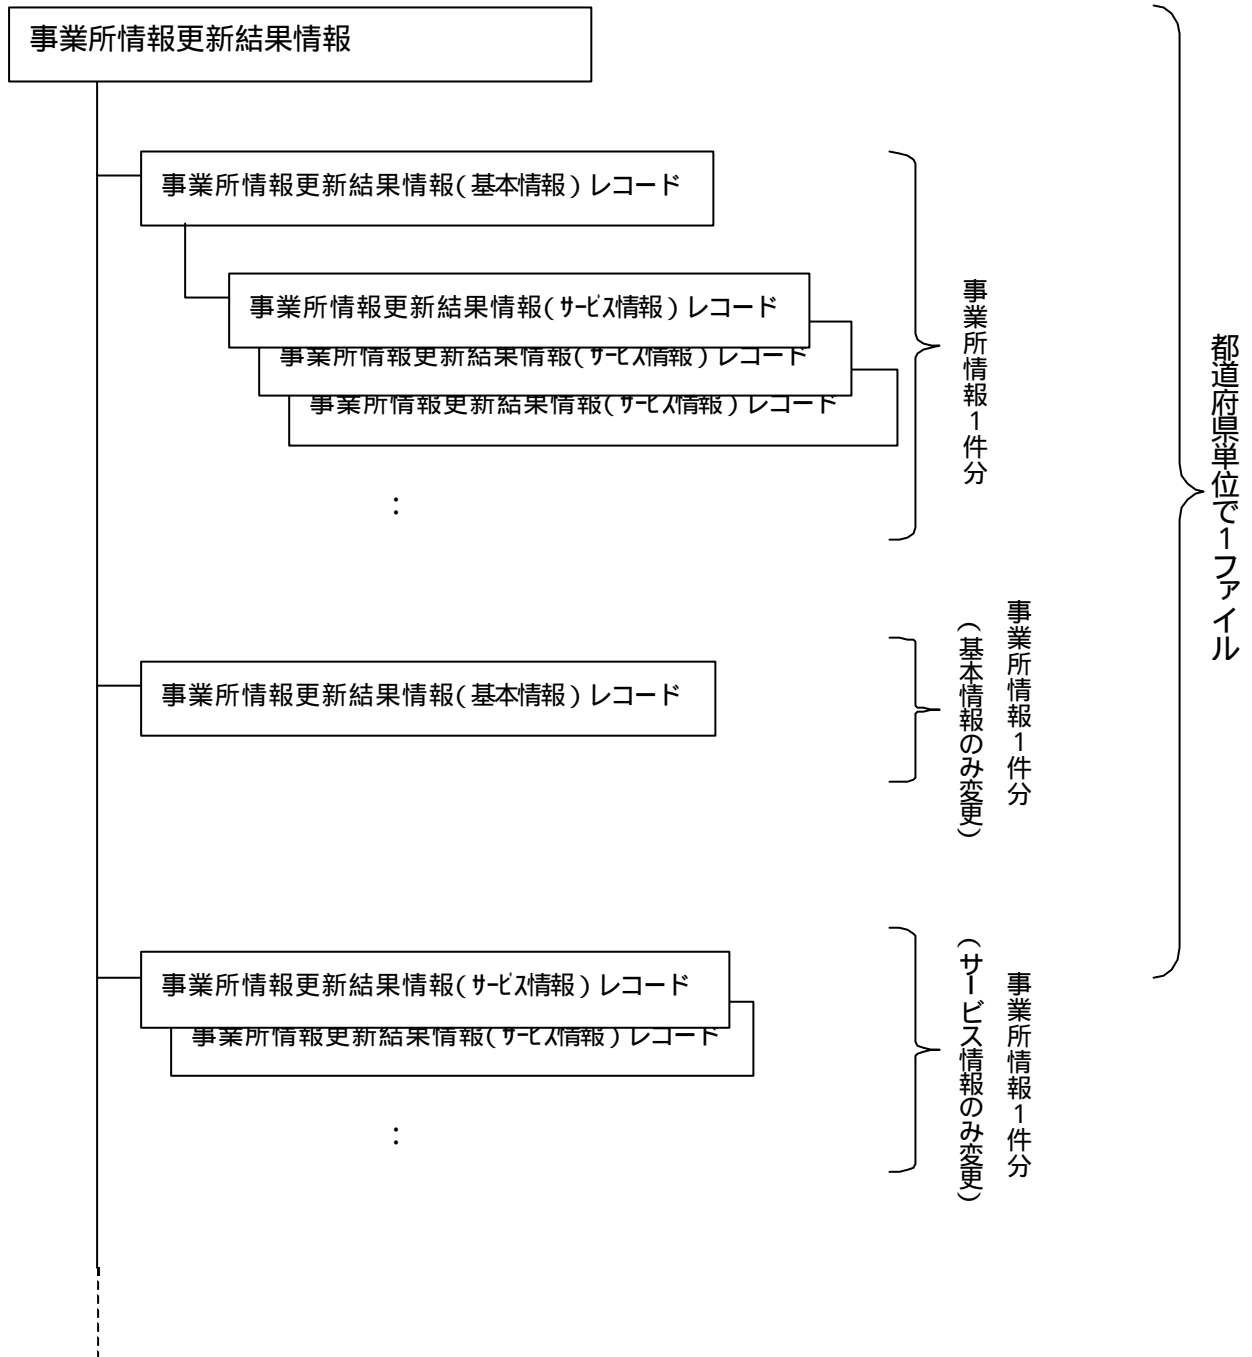 事業所情報更新結果情報
事業所情報更新結果情報(基本情報)レコード
事業所情報更新結果情報(サービス情報)レコード
事業所情報更新結果情報(サービス情報)レコード
事業所情報更新結果情報(サービス情報)レコード
:
事業所情報1件分
事業所情報更新結果情報(基本情報)レコード
事業所情報1件分
(基本情報のみ変更)
事業所情報更新結果情報(サービス情報)レコード
事業所情報更新結果情報(サービス情報)レコード
:
事業所情報1件分
(サービス情報のみ変更)
都道府県単位で1ファイル